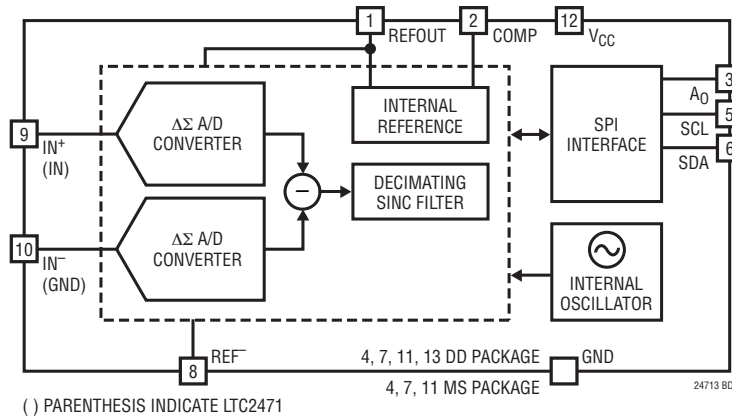 1
REFOUT
2
COMP
12
VCC
3
A0
5
SCL
6
SDA
9
IN+
(IN)
ΔΣ A/D
CONVERTER
INTERNAL
REFERENCE
SPI
INTERFACE
−
DECIMATING
SINC FILTER
10
IN−
(GND)
ΔΣ A/D
CONVERTER
INTERNAL
OSCILLATOR
8
REF−
4, 7, 11, 13 DD PACKAGE
4, 7, 11 MS PACKAGE
GND
24713 BD
( ) PARENTHESIS INDICATE LTC2471